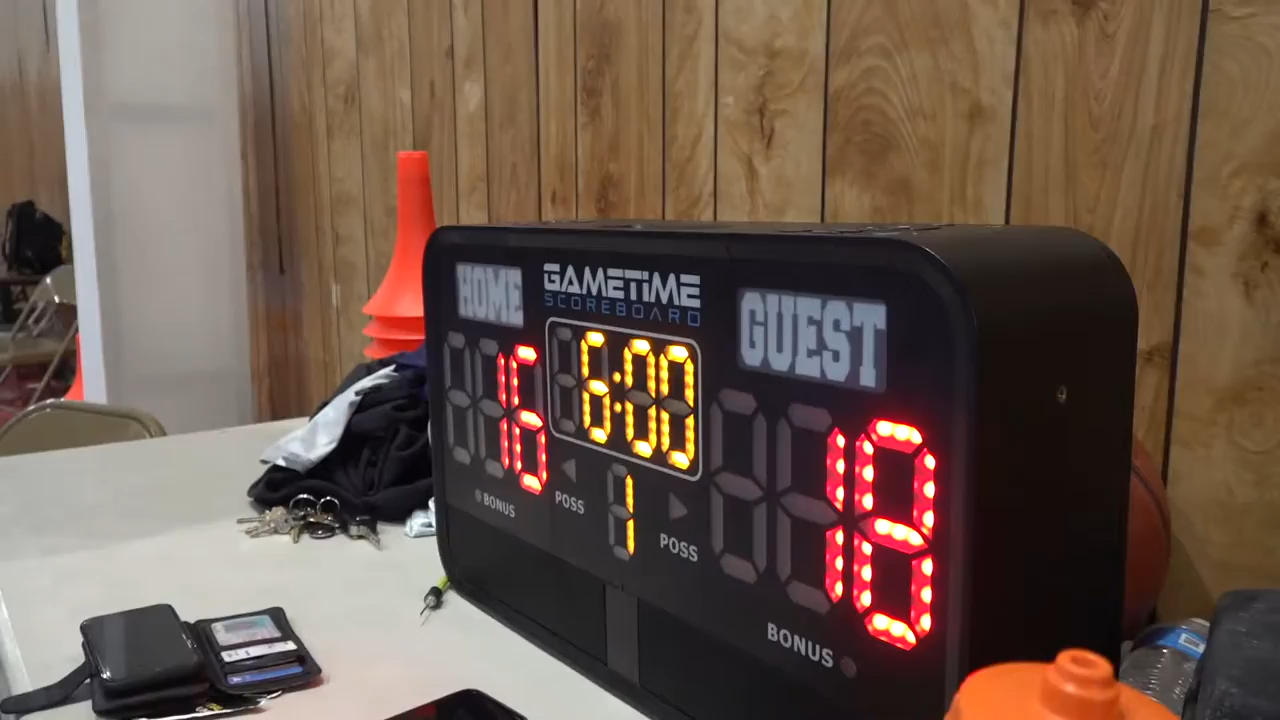 HOME
GAMETIME
SCOREBOARD
GUEST
16
6:00
18
BONUS
POSS
1
POSS
BONUS